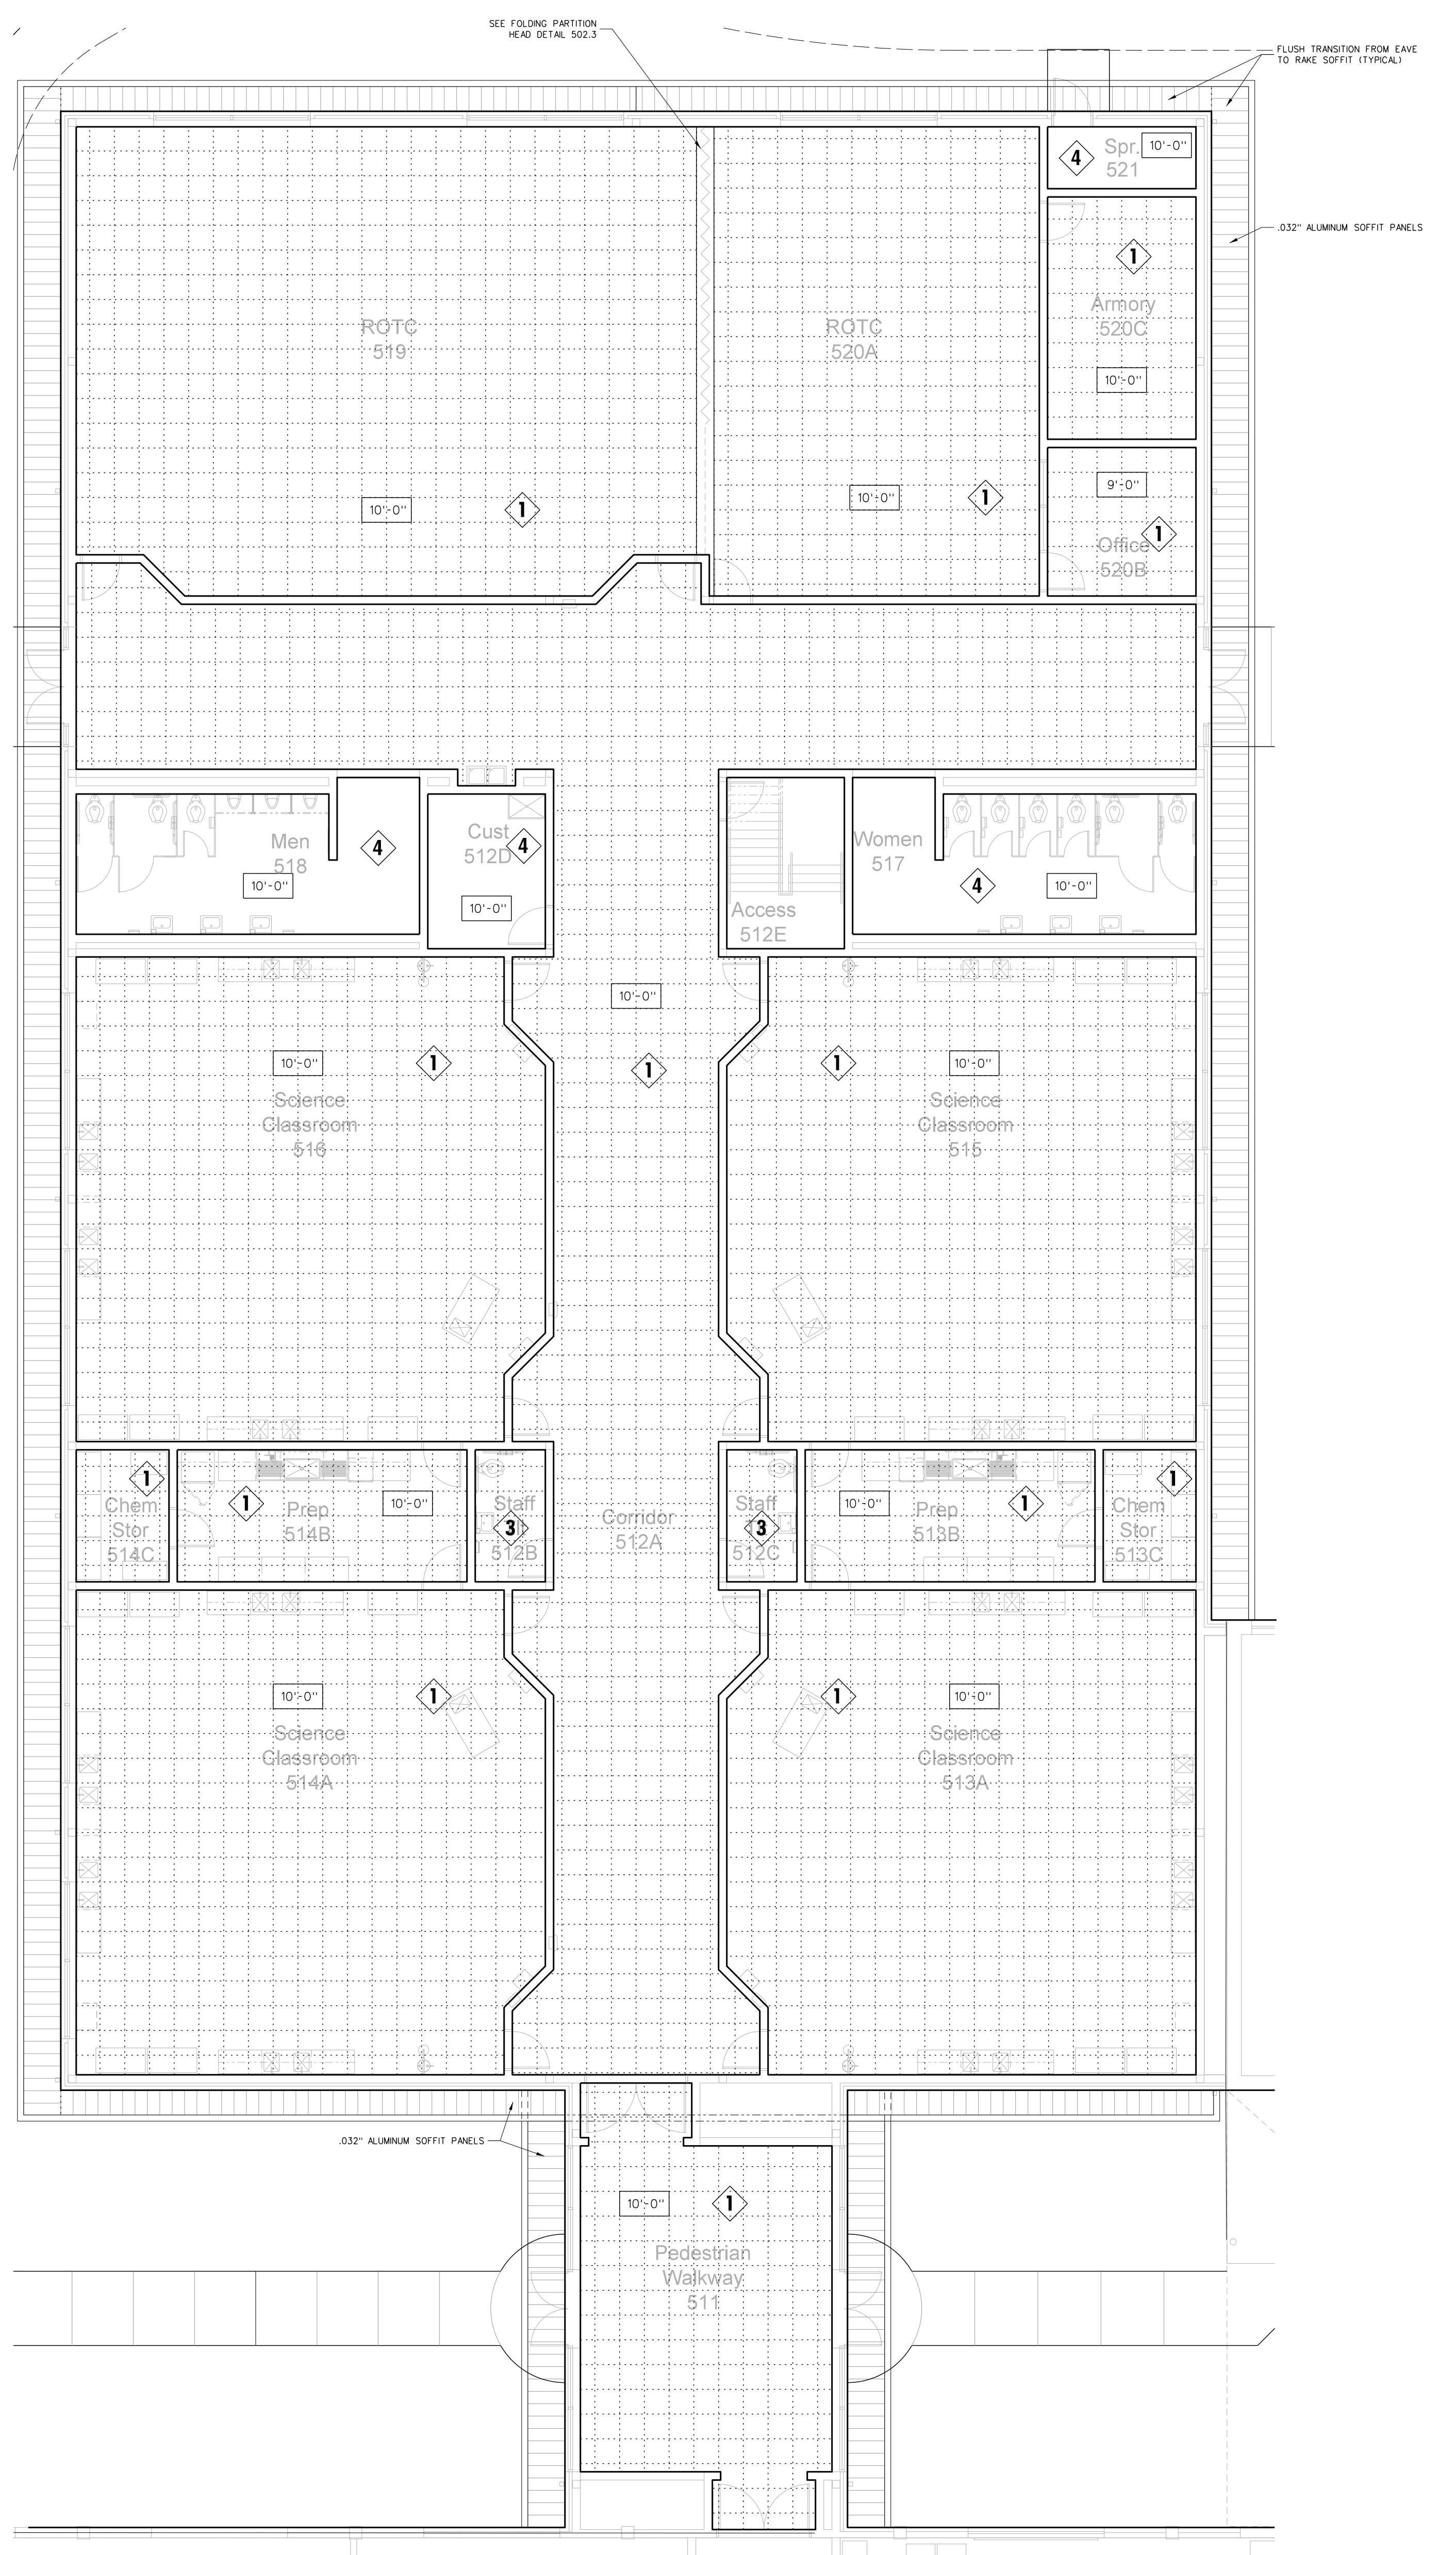 SEE FOLDING PARTITION
HEAD DETAIL 502.3
FLUSH TRANSITION FROM EAVE
TO RAKE SOFFIT (TYPICAL)
4
Spr.
521
10'-0"
.032" ALUMINUM SOFFIT PANELS
1
Armory
520C
10'-0"
ROTC
519
ROTC
520A
10'-0"
1
10'-0"
1
9'-0"
1
Office
520B
Men
518
10'-0"
4
Cust
512D
4
10'-0"
Access
512E
Women
517
4
10'-0"
10'-0"
1
10'-0"
1
Science
Classroom
516
1
10'-0"
Science
Classroom
515
1
Chem
Stor
514C
1
Prep
514B
10'-0"
Staff
3
512B
Corridor
512A
Staff
3
512C
10'-0"
Prep
513B
1
1
Chem
Stor
513C
10'-0"
1
Science
Classroom
514A
1
10'-0"
Science
Classroom
513A
.032" ALUMINUM SOFFIT PANELS
10'-0"
1
Pedestrian
Walkway
511